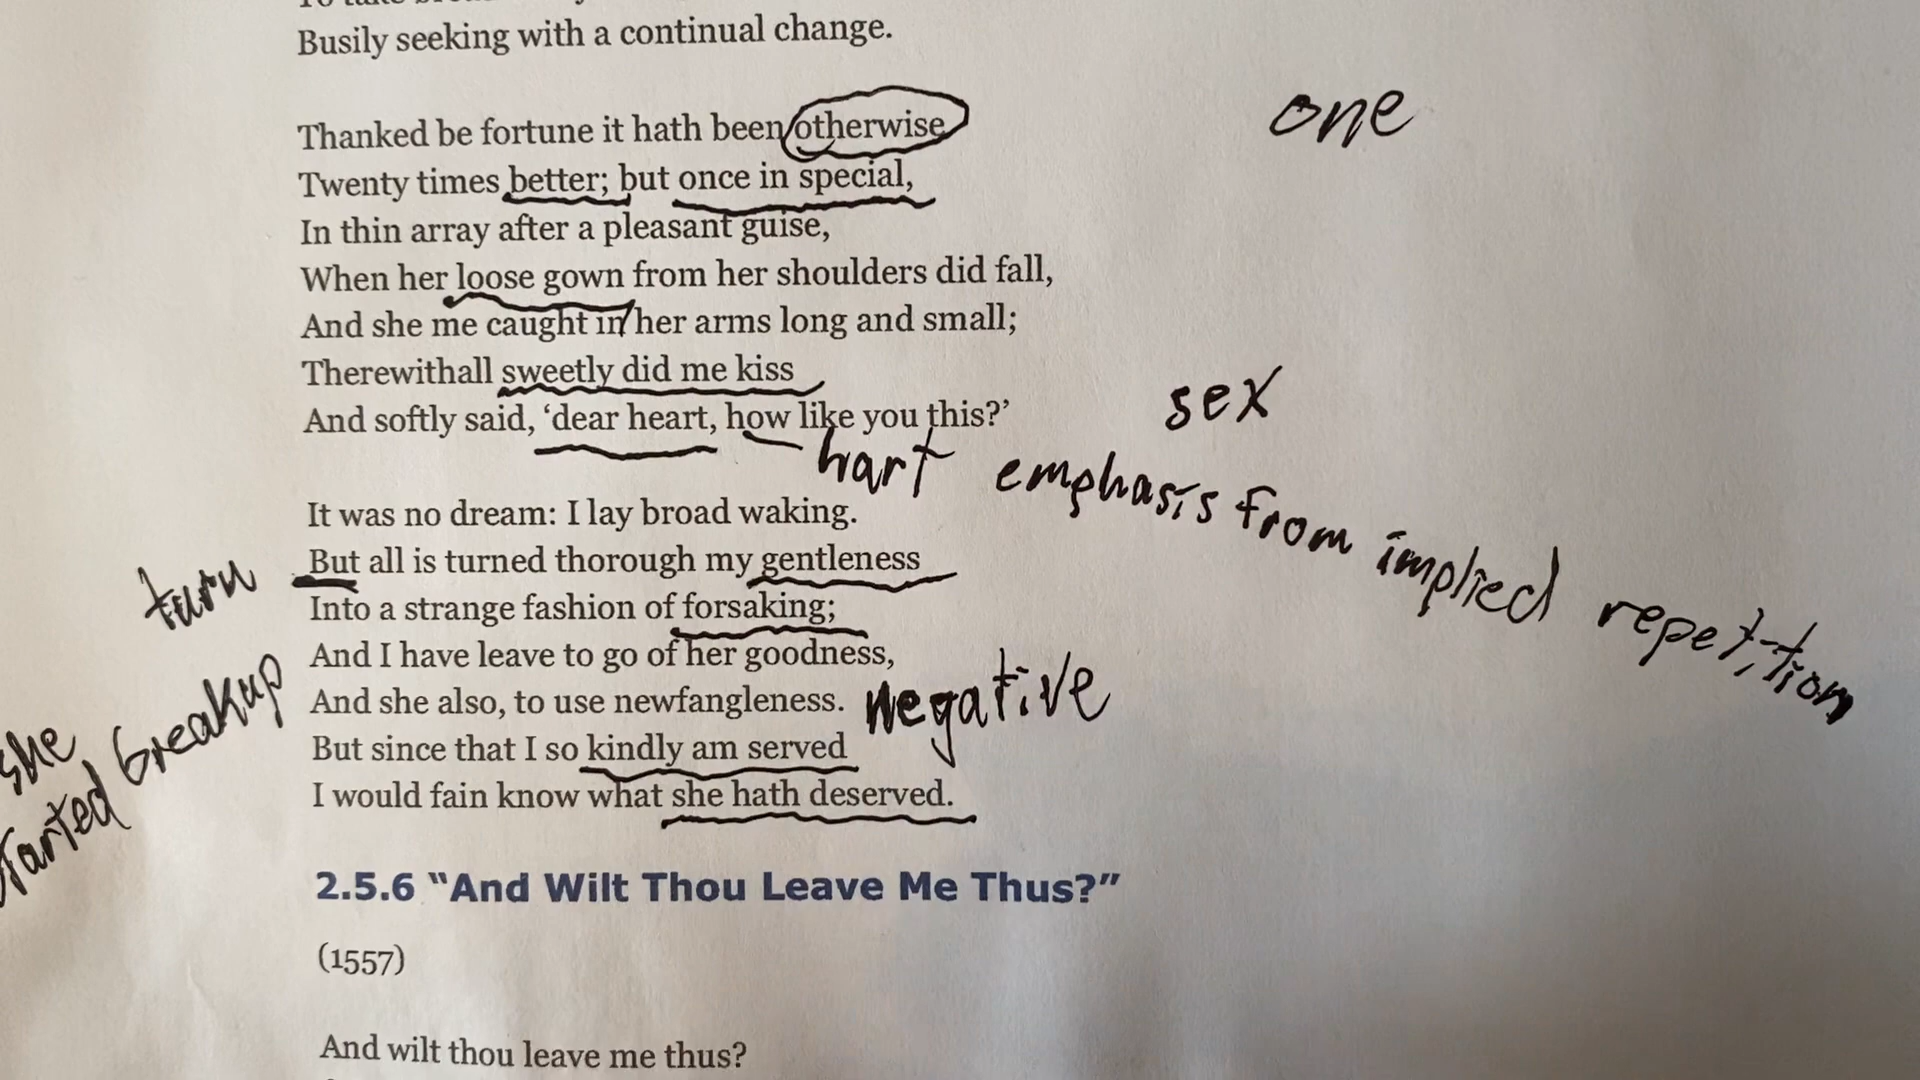 Busily seeking with a continual change.
Thanked be fortune it hath been otherwise
one
Twenty times better; but once in special,
In thin array after a pleasant guise,
When her loose gown from her shoulders did fall,
And she me caught in her arms long and small;
Therewithall sweetly did me kiss
sex
And softly said, ‘dear heart, how like you this?’
hart emphasis from implied repetition
It was no dream: I lay broad waking.
turn
But all is turned thorough my gentleness
Into a strange fashion of forsaking;
And I have leave to go of her goodness,
And she also, to use newfangleness.
negative
she
started breakup
But since that I so kindly am served
I would fain know what she hath deserved.
2.5.6 “And Wilt Thou Leave Me Thus?”
(1557)
And wilt thou leave me thus?